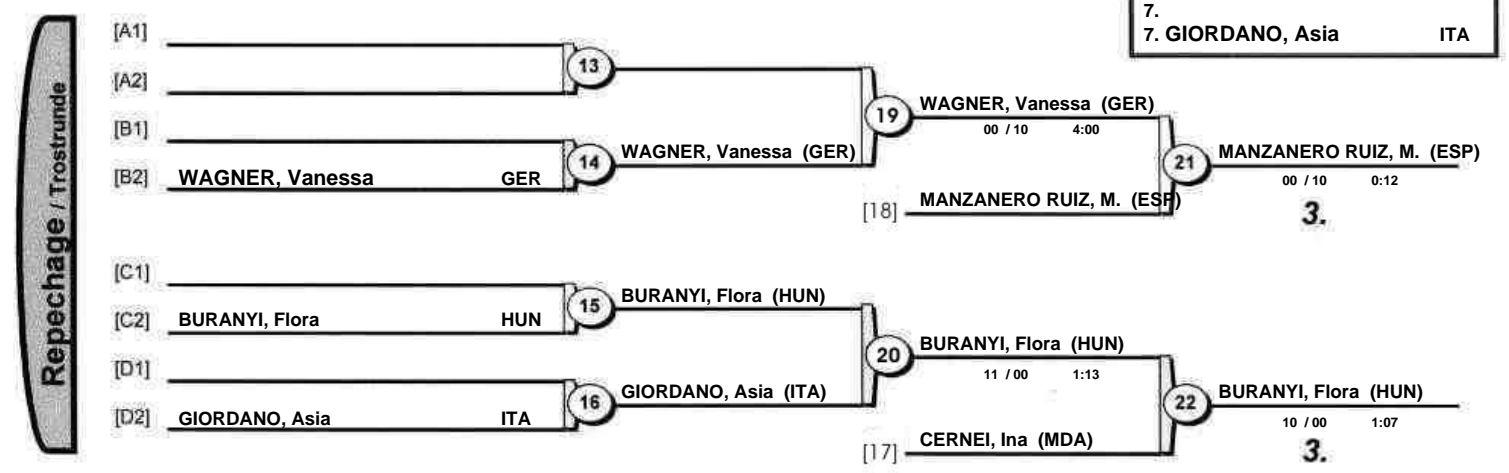 7.
7. GIORDANO, Asia ITA
Repechage / Trostrunde
[A1]
13
[A2]
WAGNER, Vanessa (GER)
19
00 / 10 4:00
[B1]
WAGNER, Vanessa (GER)
14
21
MANZANERO RUIZ, M. (ESP)
[B2] WAGNER, Vanessa GER
00 / 10 0:12
[18] MANZANERO RUIZ, M. (ESP)
3.
[C1]
BURANYI, Flora (HUN)
15
[C2] BURANYI, Flora HUN
BURANYI, Flora (HUN)
20
11 / 00 1:13
[D1]
GIORDANO, Asia (ITA)
16
22
BURANYI, Flora (HUN)
[D2] GIORDANO, Asia ITA
10 / 00 1:07
[17] CERNEI, Ina (MDA)
3.